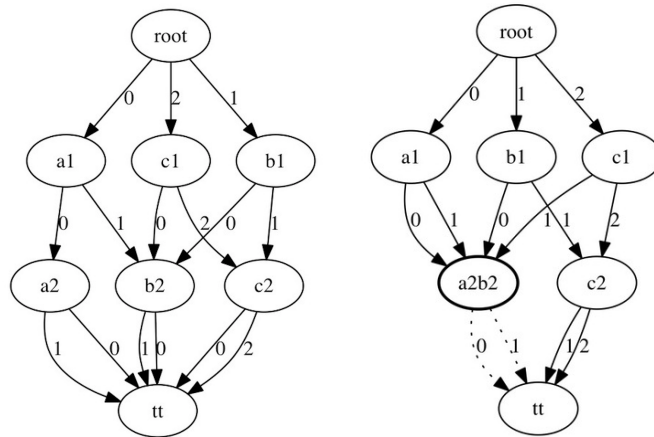 root root
0 2 1 0 1 2
a1 c1 b1 a1 b1 c1
0 1 0 2 0 1 0 1 0 1 1 2
a2 b2 c2 a2b2 c2
1 0 1 0 0 2 0 1 1 2
tt tt